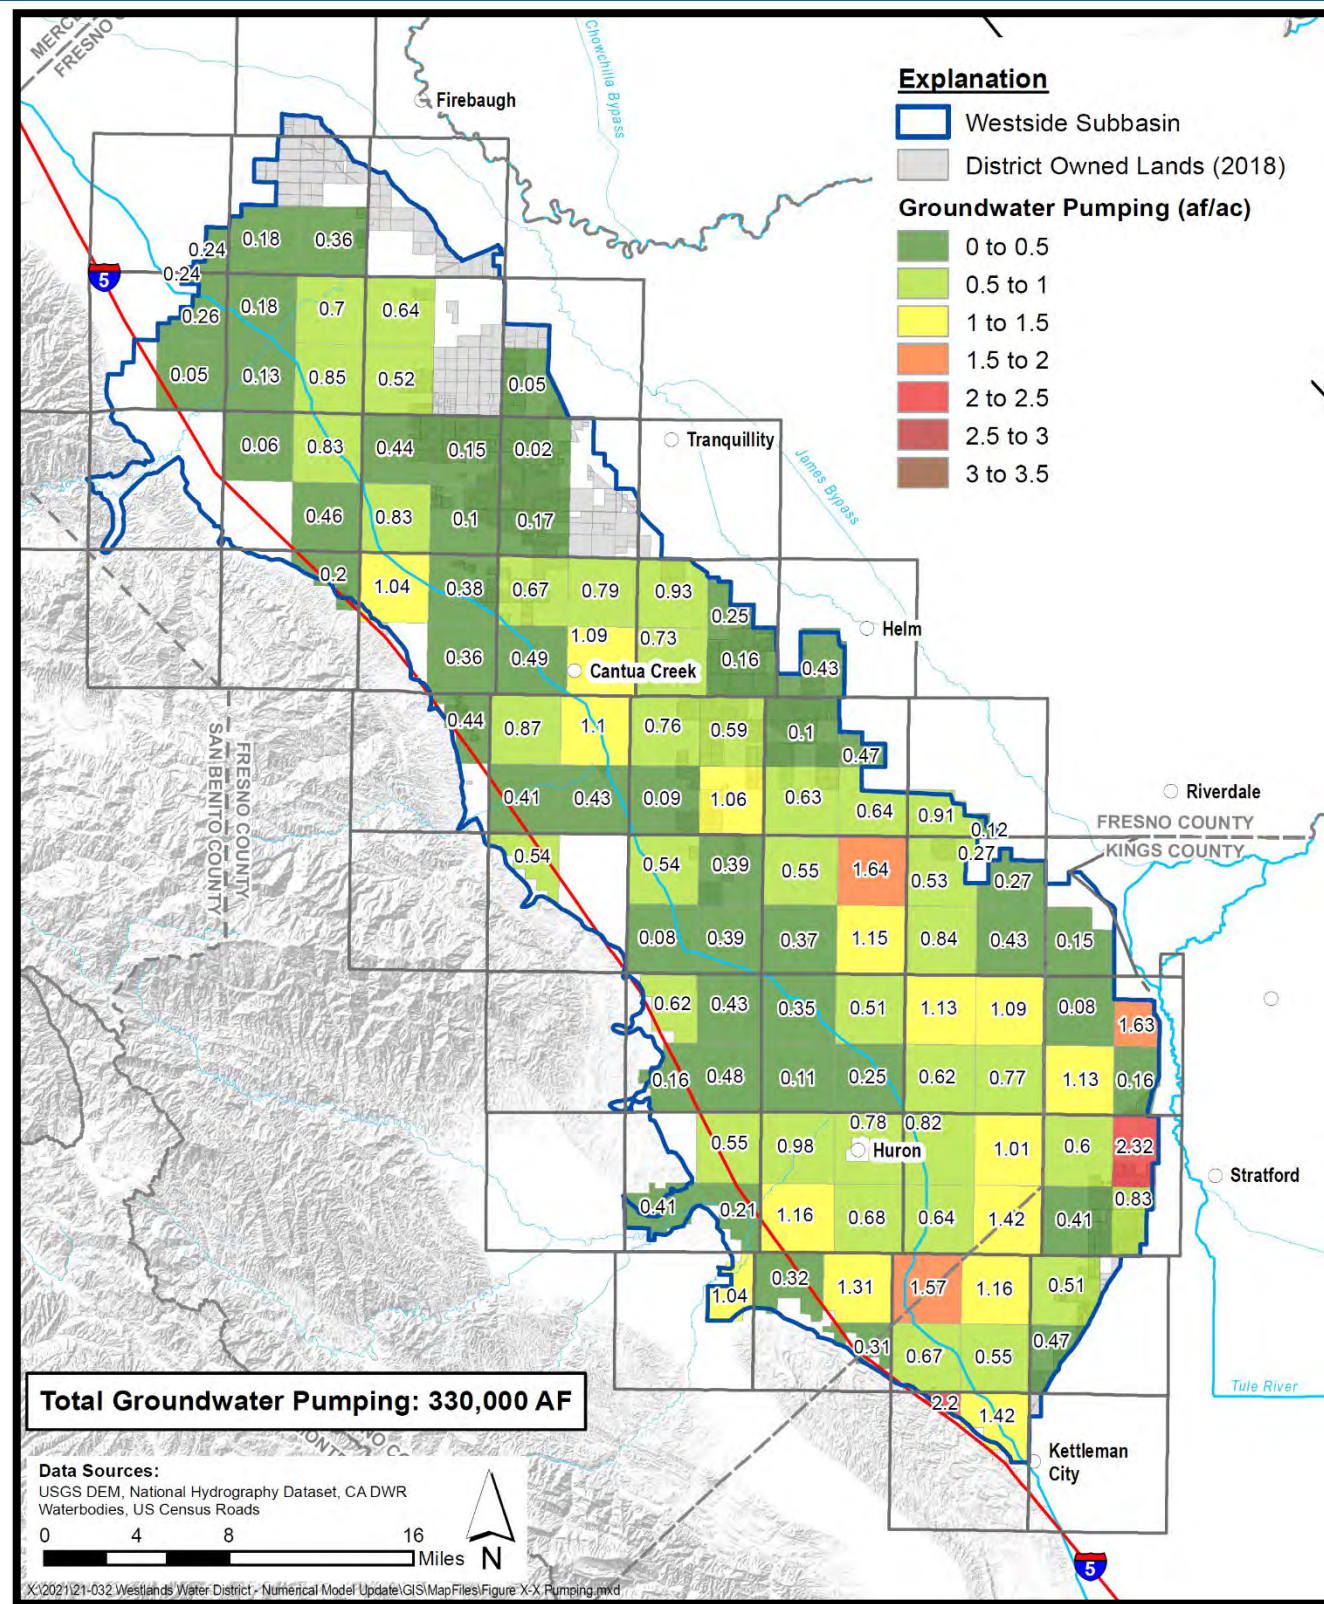 MERCE
FRESNO
Firebaugh
Chowchilla Bypass
Explanation
Westside Subbasin
District Owned Lands (2018)
Groundwater Pumping (af/ac)
0 to 0.5
0.5 to 1
1 to 1.5
1.5 to 2
2 to 2.5
2.5 to 3
3 to 3.5
0.24 0.18 0.36
5 0.24
0.26 0.18 0.7 0.64
0.05 0.13 0.85 0.52 0.05
0.06 0.83 0.44 0.15 0.02
Tranquillity
James Bypass
0.46 0.83 0.1 0.17
0.2 1.04 0.38 0.67 0.79 0.93
0.25
Helm
1.09 0.73
0.36 0.49 0.16 0.43
Cantua Creek
0.44 0.87 1.1 0.76 0.59 0.1
0.47
FRESNO COUNTY
SAN BENITO COUNTY
0.41 0.43 0.09 1.06 0.63 0.64 0.91
Riverdale
0.12
FRESNO COUNTY
KINGS COUNTY
0.54 0.54 0.39 0.55 1.64 0.53 0.27 0.27
0.08 0.39 0.37 1.15 0.84 0.43 0.15
0.62 0.43 0.35 0.51 1.13 1.09 0.08 1.63
0.16 0.48 0.11 0.25 0.62 0.77 1.13 0.16
0.78 0.82
0.55 0.98 Huron 1.01 0.6 2.32
Stratford
0.83
0.41 0.21 1.16 0.68 0.64 1.42 0.41
1.04 0.32 1.31 1.57 1.16 0.51
0.31 0.67 0.55 0.47
Tule River
2.2 1.42
Total Groundwater Pumping: 330,000 AF
Kettleman
City
Data Sources:
USGS DEM, National Hydrography Dataset, CA DWR
Waterbodies, US Census Roads
0 4 8 16
Miles
N
5
X:\2021\21-032 Westlands Water District - Numerical Model Update\GIS\MapFiles\Figure X-X Pumping.mxd